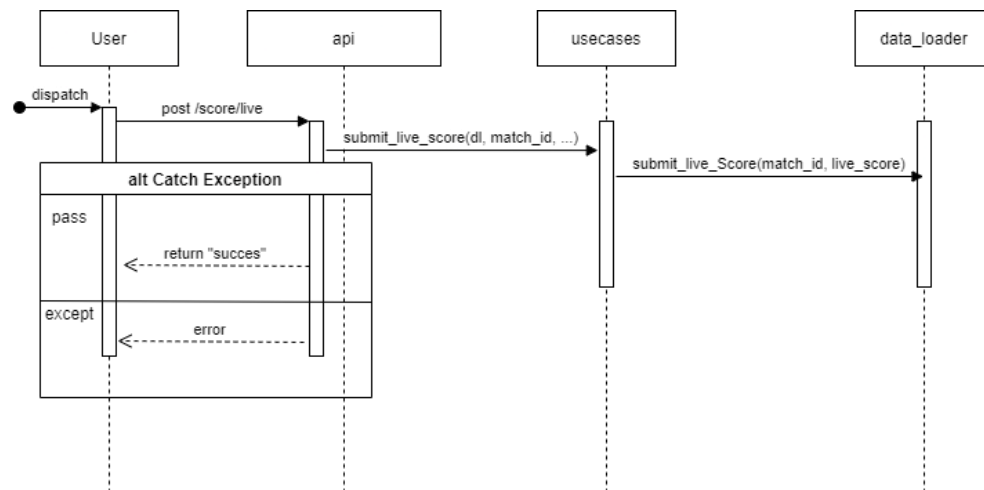 User
api
usecases
data_loader
dispatch
post /score/live
submit_live_score(dl, match_id, ...)
submit_live_Score(match_id, live_score)
alt Catch Exception
pass
return "succes"
except
error